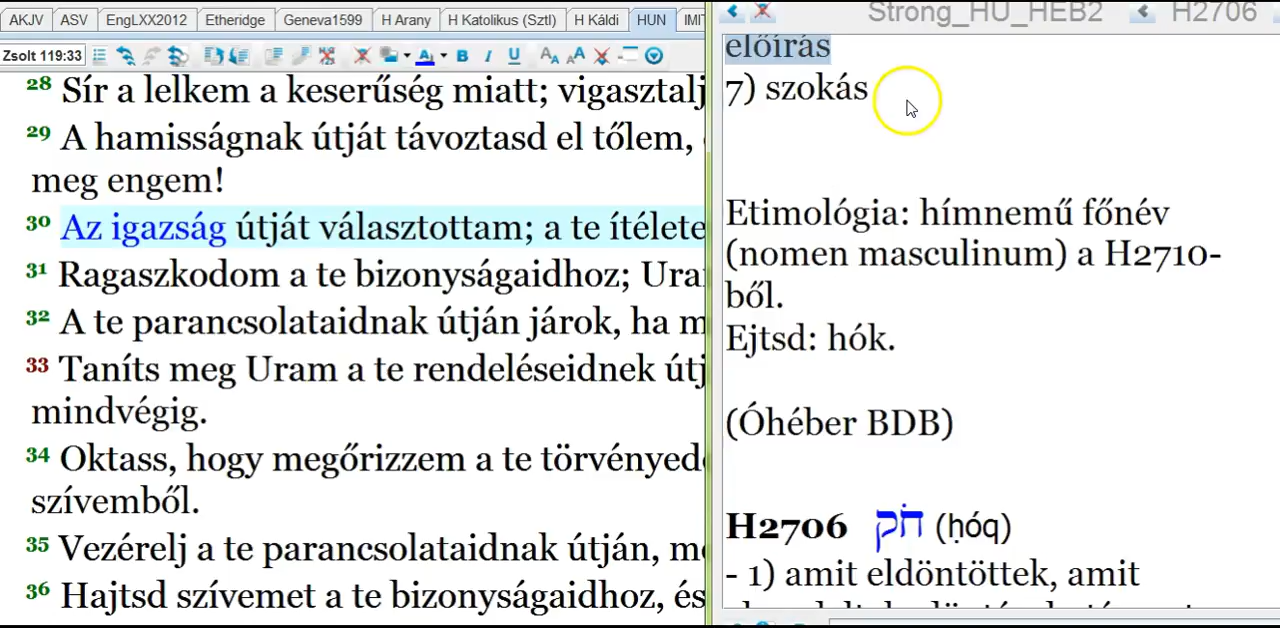 AKJV ASV EngLXX2012 Etheridge Geneva1599 H Arany H Katolikus (Sztl) H Káldi HUN
Zsolt 119:33
28 Sír a lelkem a keserűség miatt; vigasztalj
29 A hamisságnak útját távoztasd el tőlem,
meg engem!
30 Az igazság útját választottam; a te ítélete
31 Ragaszkodom a te bizonyságaidhoz; Uram
32 A te parancsolataidnak útján járok, ha m
33 Taníts meg Uram a te rendeléseidnek útj
mindvégig.
34 Oktass, hogy megőrizzem a te törvényede
szívemből.
35 Vezérelj a te parancsolataidnak útján, me
36 Hajtsd szívemet a te bizonyságaidhoz, és
Strong_HU_HEB2 H2706
előírás
7) szokás
Etimológia: hímnemű főnév
(nomen masculinum) a H2710-
ből.
Ejtsd: hók.
(Óhéber BDB)
H2706 חֹק (ḥóq)
- 1) amit eldöntöttek, amit